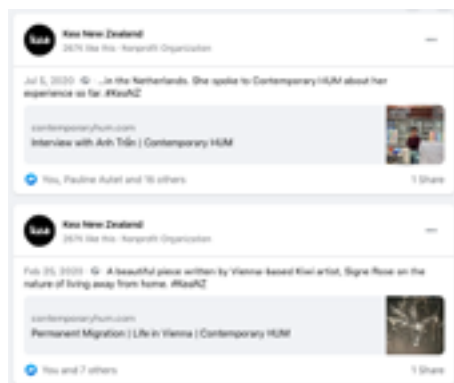 Kea New Zealand
267K like this · Nonprofit Organization
Jul 5, 2020 · ...in the Netherlands. She spoke to Contemporary HUM about her
experience so far. #KeaNZ
contemporaryhum.com
Interview with Anh Trần | Contemporary HUM
You, Pauline Autet and 16 others
1 Share
Kea New Zealand
267K like this · Nonprofit Organization
Feb 25, 2020 · A beautiful piece written by Vienna-based Kiwi artist, Signe Rose on the
nature of living away from home. #KeaNZ
contemporaryhum.com
Permanent Migration | Life in Vienna | Contemporary HUM
You and 7 others
1 Share